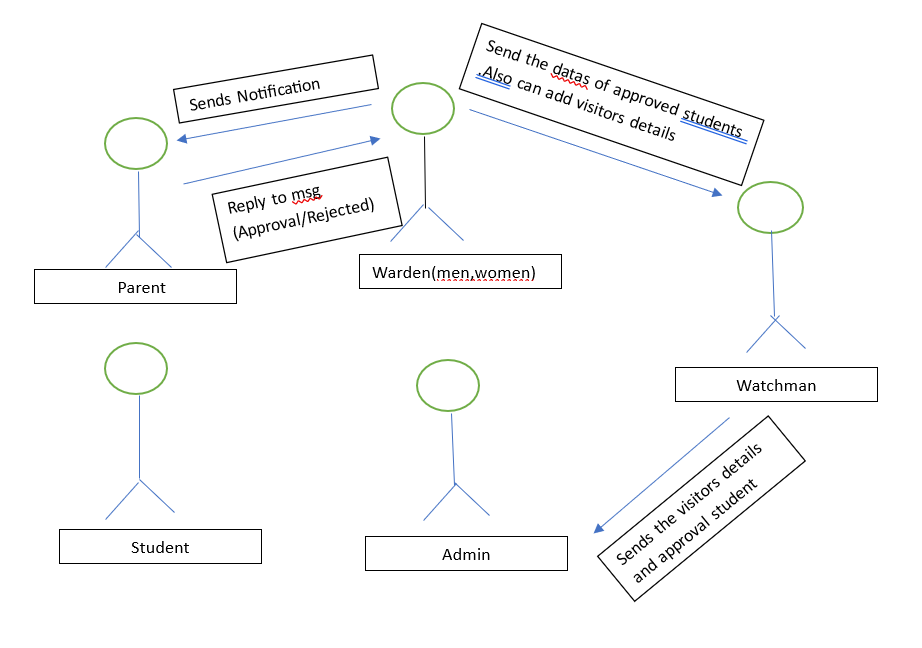 Sends Notification
Send the datas of approved students
.Also can add visitors details
Reply to msg
(Approval/Rejected)
Warden(men,women)
Parent
Watchman
Sends the visitors details
and approval student
Student
Admin